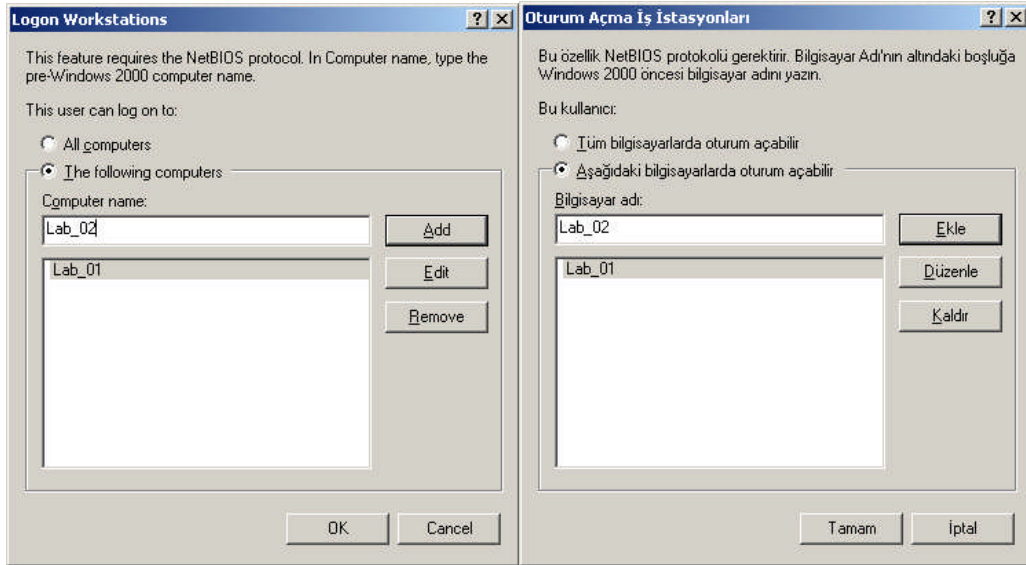 Logon Workstations
This feature requires the NetBIOS protocol. In Computer name, type the
pre-Windows 2000 computer name.
This user can log on to:
All computers
The following computers
Computer name:
Lab_02
Add
Lab_01
Edit
Remove
OK
Cancel
Oturum Açma İş İstasyonları
Bu özellik NetBIOS protokolü gerektirir. Bilgisayar Adı'nın altındaki boşluğa
Windows 2000 öncesi bilgisayar adını yazın.
Bu kullanıcı:
Tüm bilgisayarlarda oturum açabilir
Aşağıdaki bilgisayarlarda oturum açabilir
Bilgisayar adı:
Lab_02
Ekle
Lab_01
Düzenle
Kaldır
Tamam
İptal